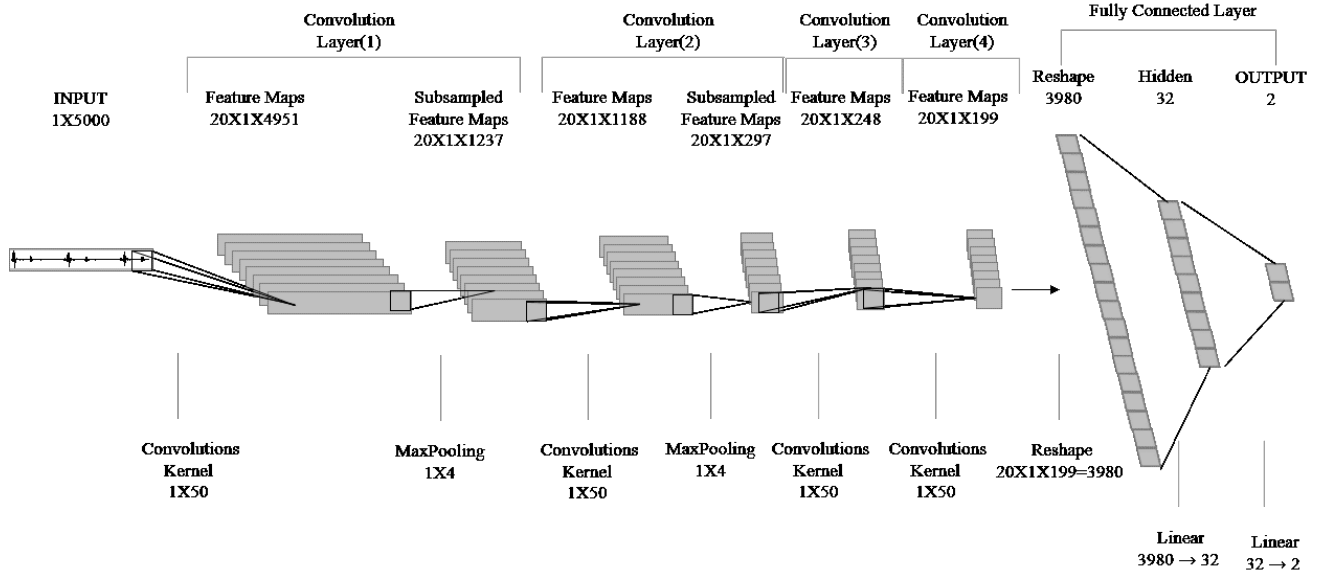 Convolution
Layer(1)
Convolution
Layer(2)
Convolution
Layer(3)
Convolution
Layer(4)
Fully Connected Layer
INPUT
1X5000
Feature Maps
20X1X4951
Subsampled
Feature Maps
20X1X1237
Feature Maps
20X1X1188
Subsampled
Feature Maps
20X1X297
Feature Maps
20X1X248
Feature Maps
20X1X199
Reshape
3980
Hidden
32
OUTPUT
2
Convolutions
Kernel
1X50
MaxPooling
1X4
Convolutions
Kernel
1X50
MaxPooling
1X4
Convolutions
Kernel
1X50
Convolutions
Kernel
1X50
Reshape
20X1X199=3980
Linear
3980 → 32
Linear
32 → 2